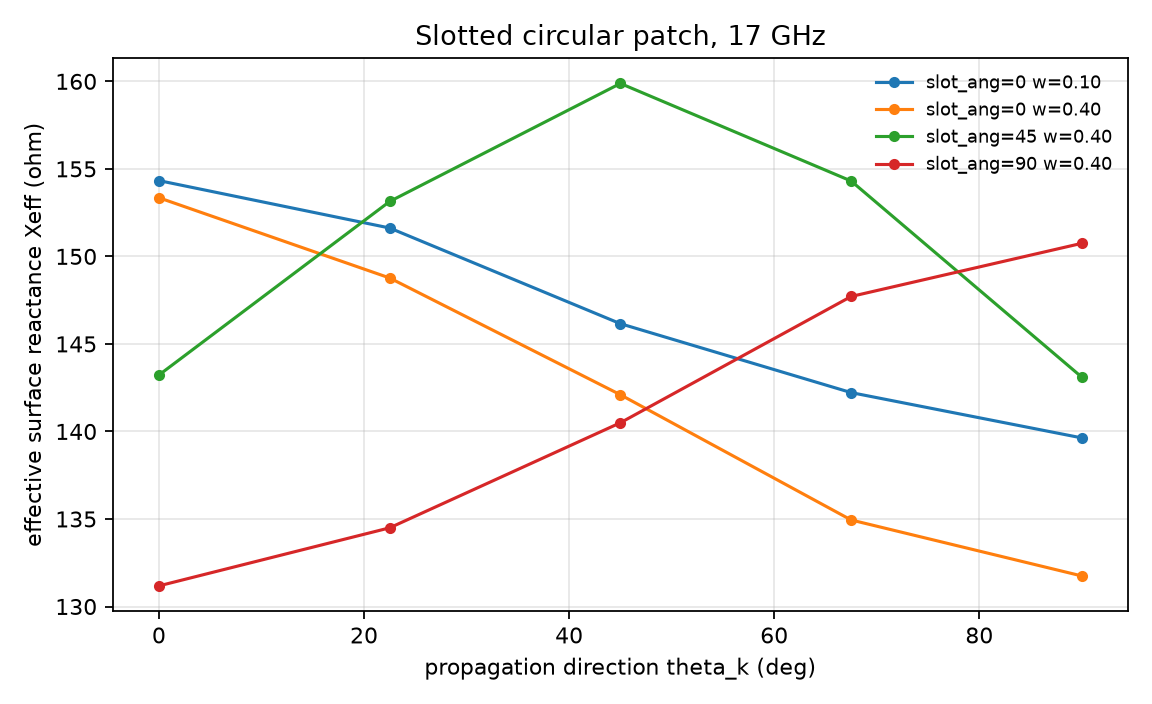 Slotted circular patch, 17 GHz
effective surface reactance Xeff (ohm)
160
155
150
145
140
135
130
slot_ang=0 w=0.10
slot_ang=0 w=0.40
slot_ang=45 w=0.40
slot_ang=90 w=0.40
0 20 40 60 80
propagation direction theta_k (deg)